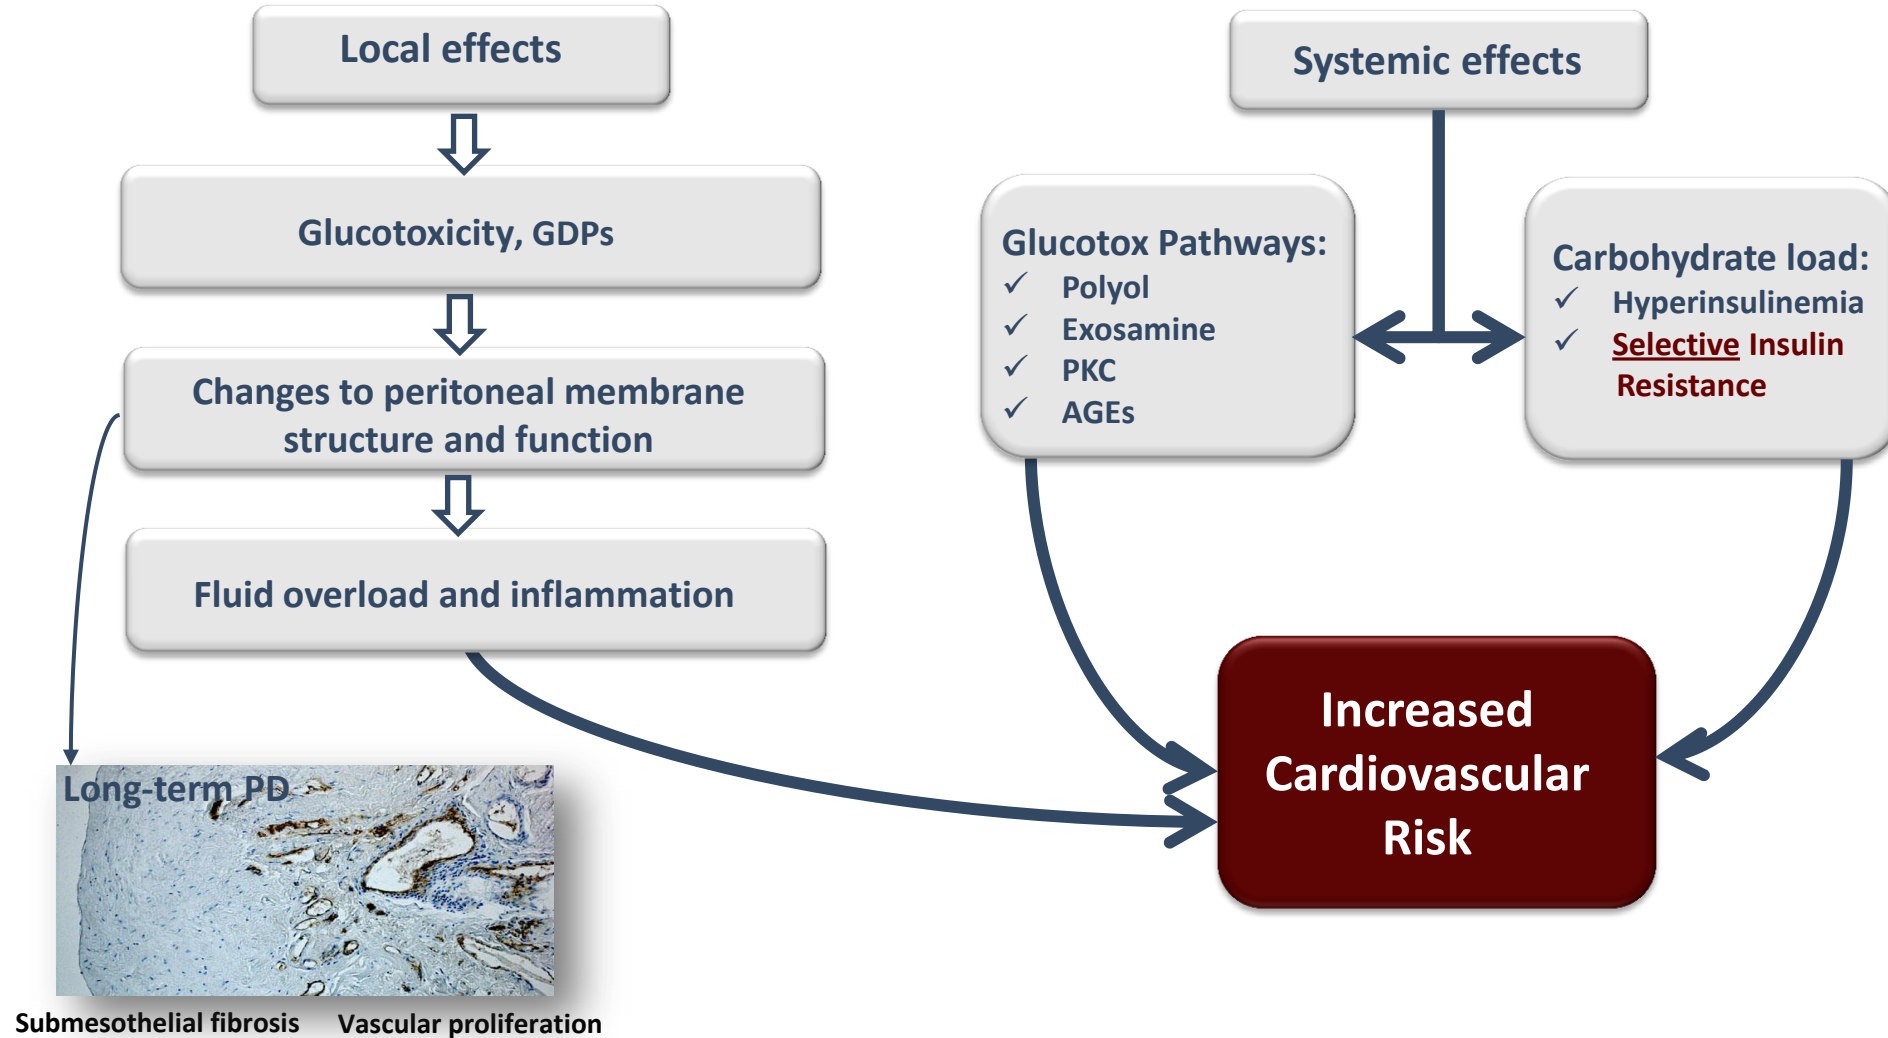 Local effects
Glucotoxicity, GDPs
Changes to peritoneal membrane
structure and function
Fluid overload and inflammation
Long-term PD
Submesothelial fibrosis
Vascular proliferation
Systemic effects
Glucotox Pathways:
✓ Polyol
✓ Exosamine
✓ PKC
✓ AGEs
Carbohydrate load:
✓ Hyperinsulinemia
✓ Selective Insulin
Resistance
Increased
Cardiovascular
Risk